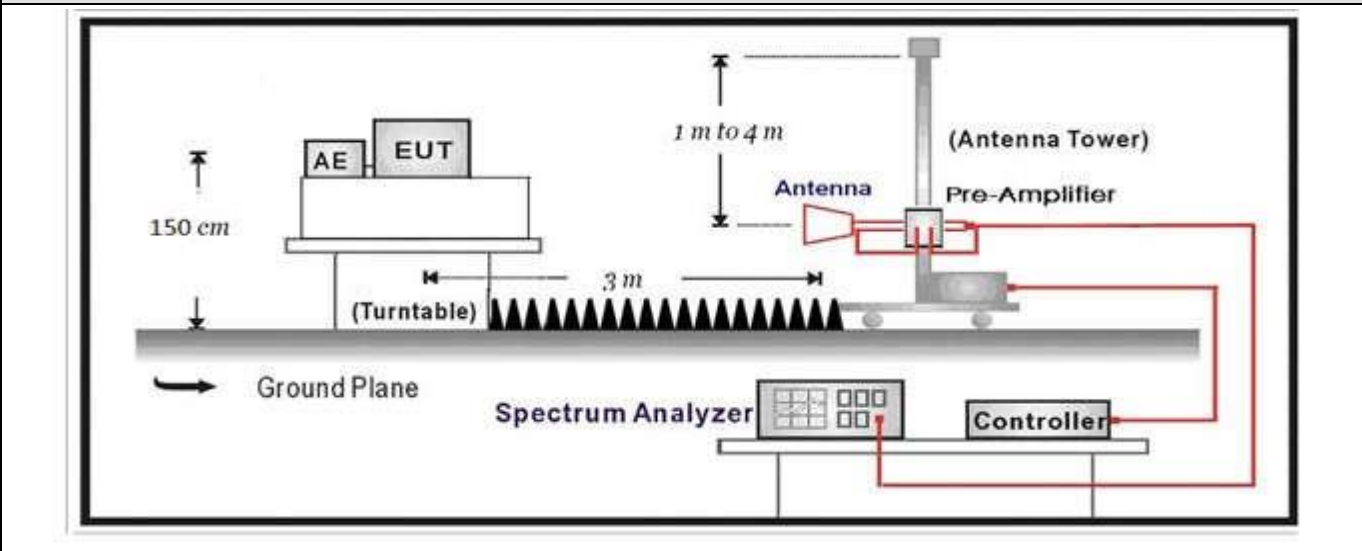 1 m to 4 m
(Antenna Tower)
AE
EUT
Antenna
Pre-Amplifier
150 cm
3 m
(Turntable)
Ground Plane
Spectrum Analyzer
Controller